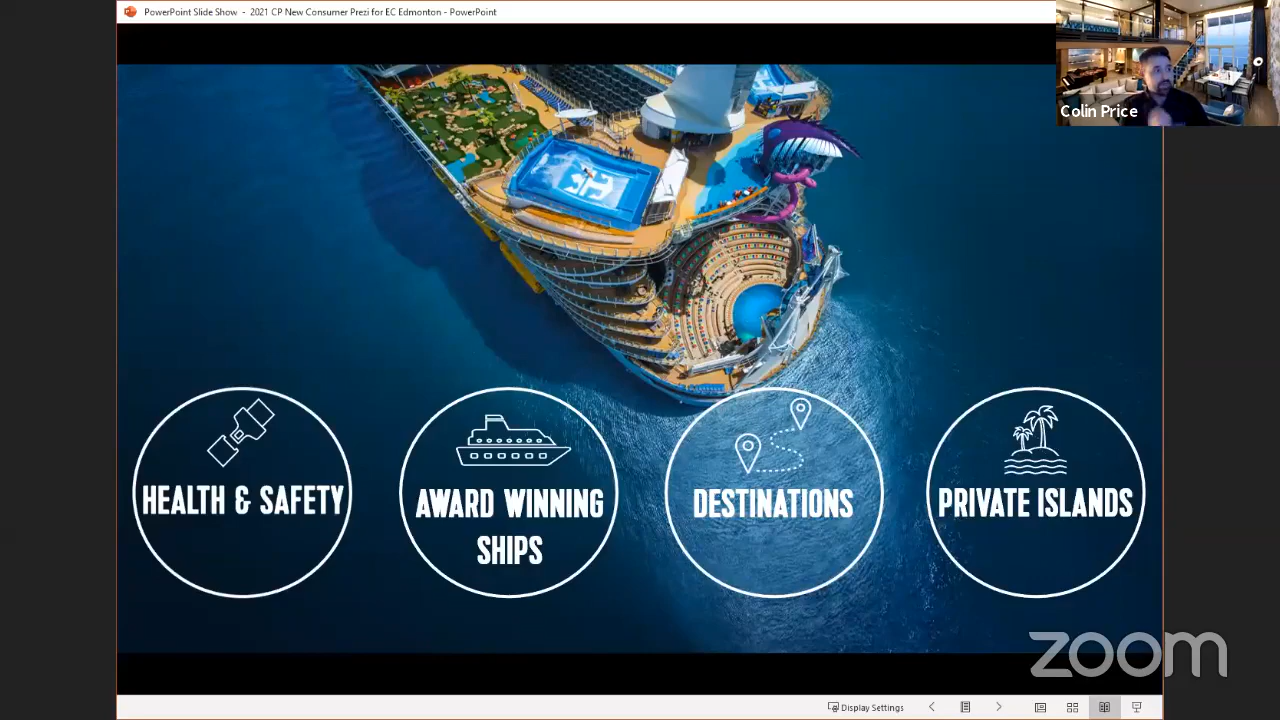 PowerPoint Slide Show - 2021 CP New Consumer Prezi for EC Edmonton - PowerPoint
Colin Price
HEALTH & SAFETY
AWARD WINNING
SHIPS
DESTINATIONS
PRIVATE ISLANDS
zoom
Display Settings